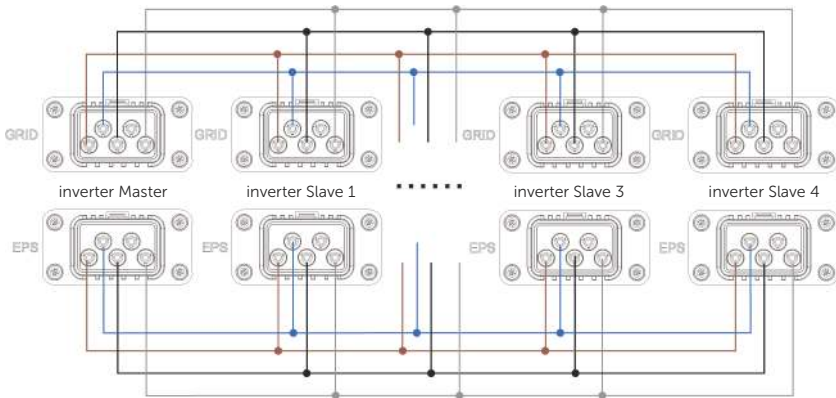 GRID GRID GRID GRID
inverter Master inverter Slave 1 ...... inverter Slave 3 inverter Slave 4
EPS EPS EPS EPS